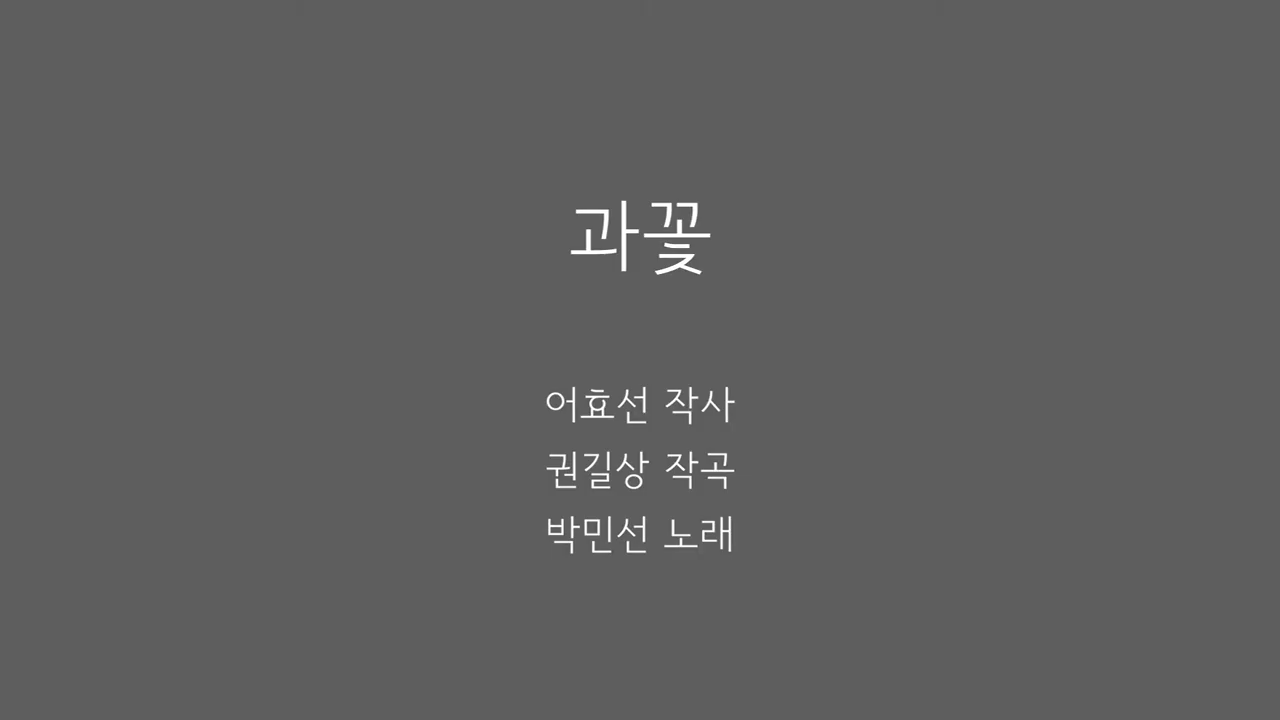 과꽃
어효선 작사
권길상 작곡
박민선 노래